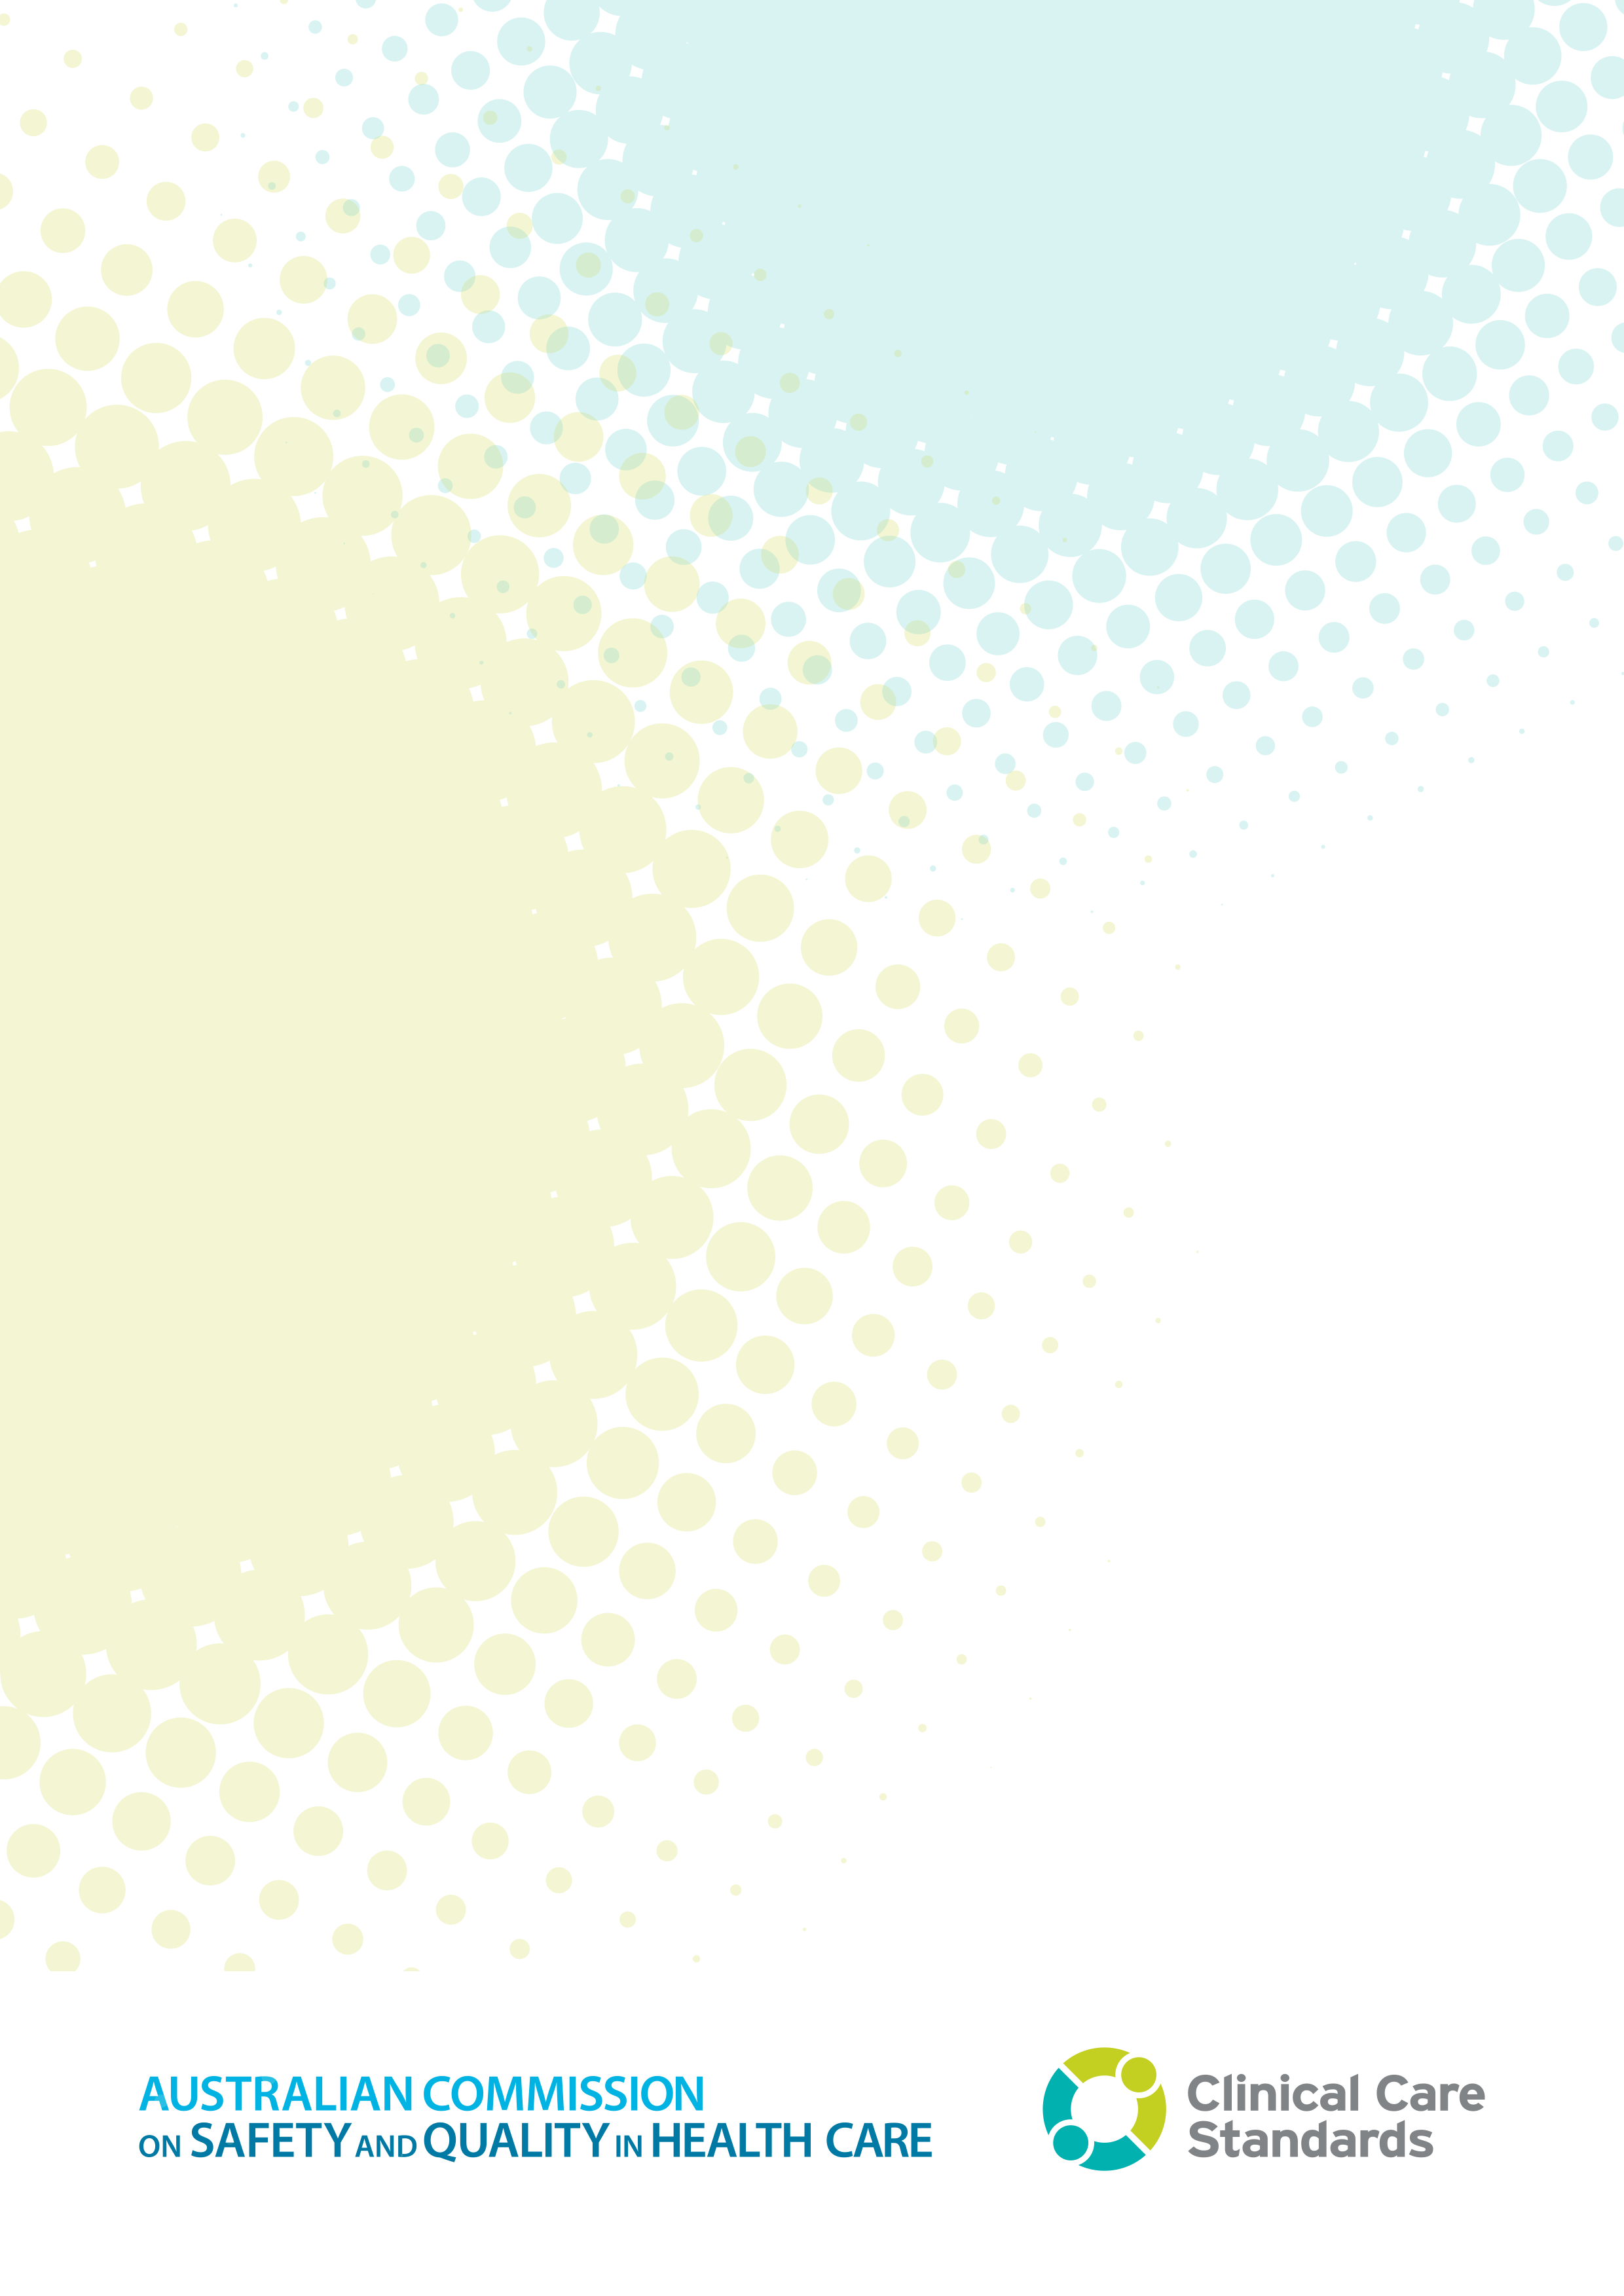 AUSTRALIAN COMMISSION
ON SAFETY AND QUALITY IN HEALTH CARE
Clinical Care
Standards